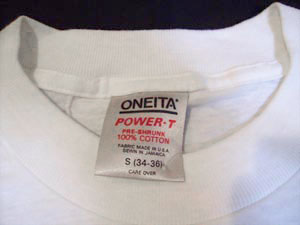 ONEITA®
POWER-T
PRE-SHRUNK
100% COTTON
FABRIC MADE IN U.S.A.
SEWN IN JAMAICA
S (34-36)
CARE OVER